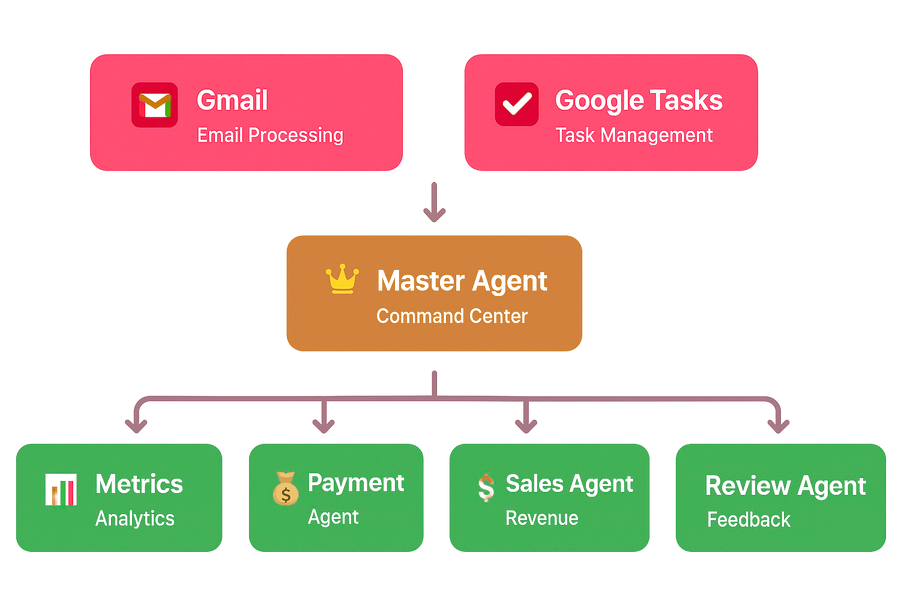 Gmail
Email Processing
Google Tasks
Task Management
Master Agent
Command Center
Metrics
Analytics
$
Payment
Agent
$
Sales Agent
Revenue
Review Agent
Feedback